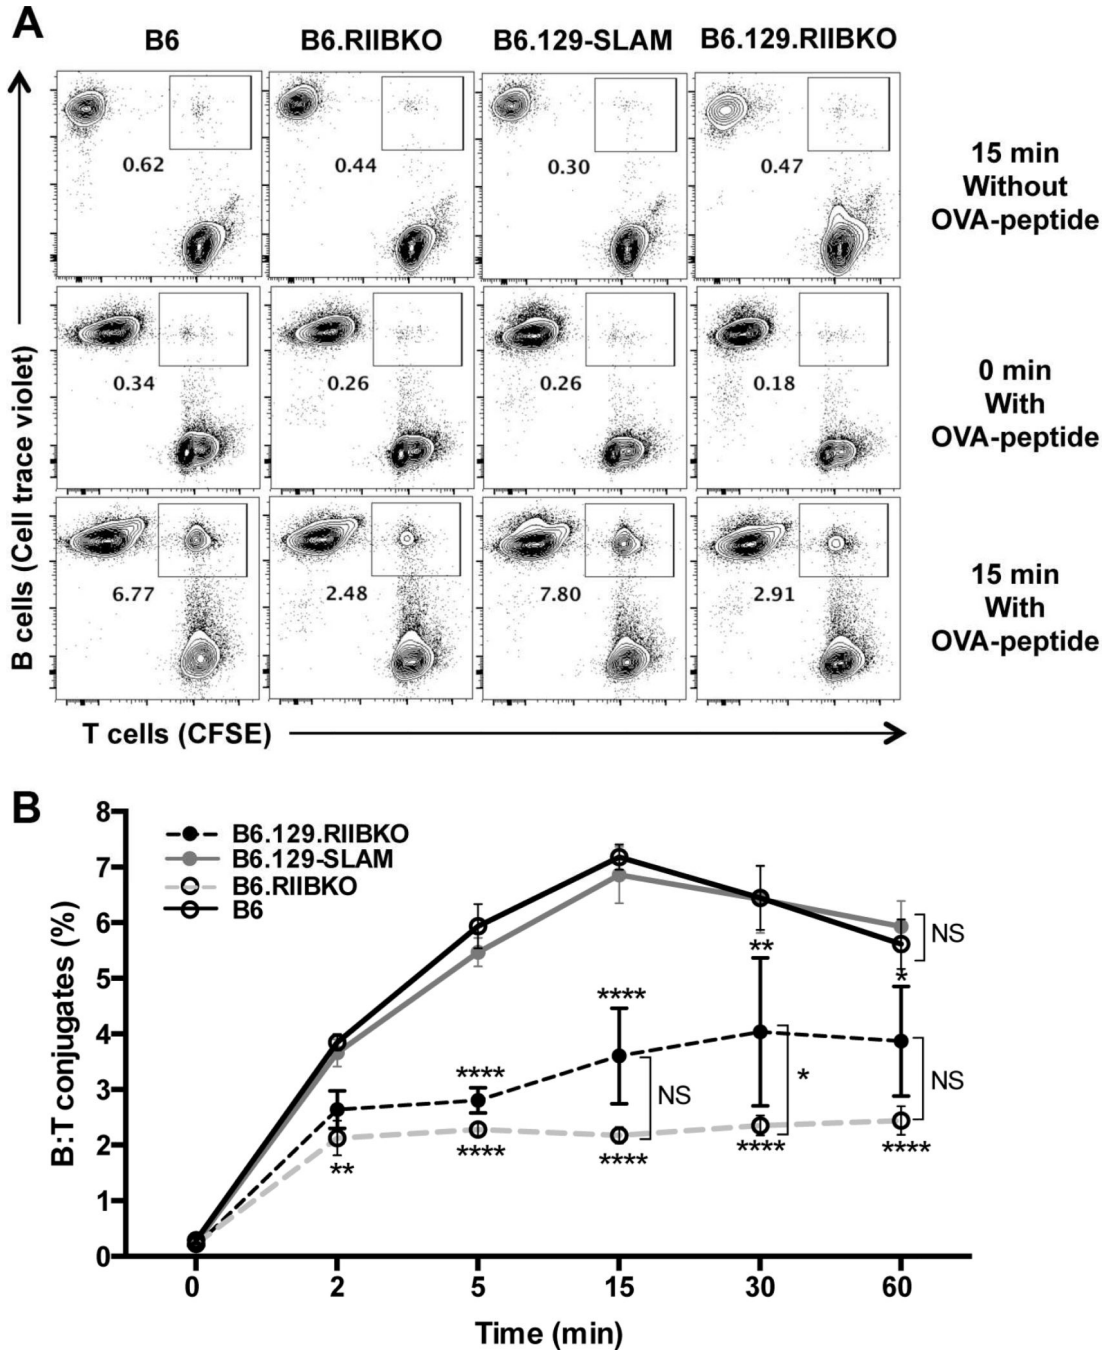 A
B6 B6.RIIBKO B6.129-SLAM B6.129.RIIBKO
B cells (Cell trace violet)
0.62 0.44 0.30 0.47
15 min
Without
OVA-peptide
0.34 0.26 0.26 0.18
0 min
With
OVA-peptide
6.77 2.48 7.80 2.91
15 min
With
OVA-peptide
T cells (CFSE)
B
B:T conjugates (%)
8
7
6
5
4
3
2
1
0
B6.129.RIIBKO
B6.129-SLAM
B6.RIIBKO
B6
NS
**
*
****
****
NS
*
NS
**
****
****
****
****
0 2 5 15 30 60
Time (min)